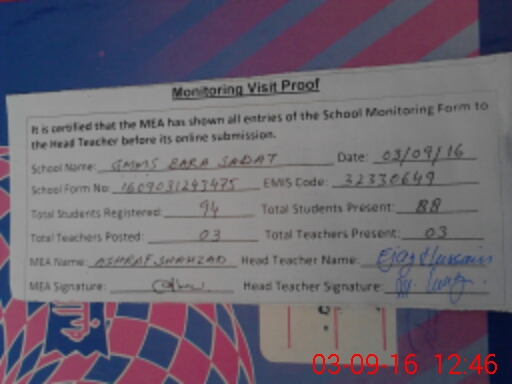 Monitoring Visit Proof
It is certified that the MEA has shown all entries of the School Monitoring Form to
the Head Teacher before its online submission.
School Name: GMMS BARA SADAT Date: 03/09/16
School Form No: 1609031243475 EMIS Code: 32330649
Total Students Registered: 94 Total Students Present: 88
Total Teachers Posted: 03 Total Teachers Present: 03
MEA Name: ASHRAF SHAHZAD Head Teacher Name: Ejaz Hussain
MEA Signature: Head Teacher Signature:
03-09-16 12:46